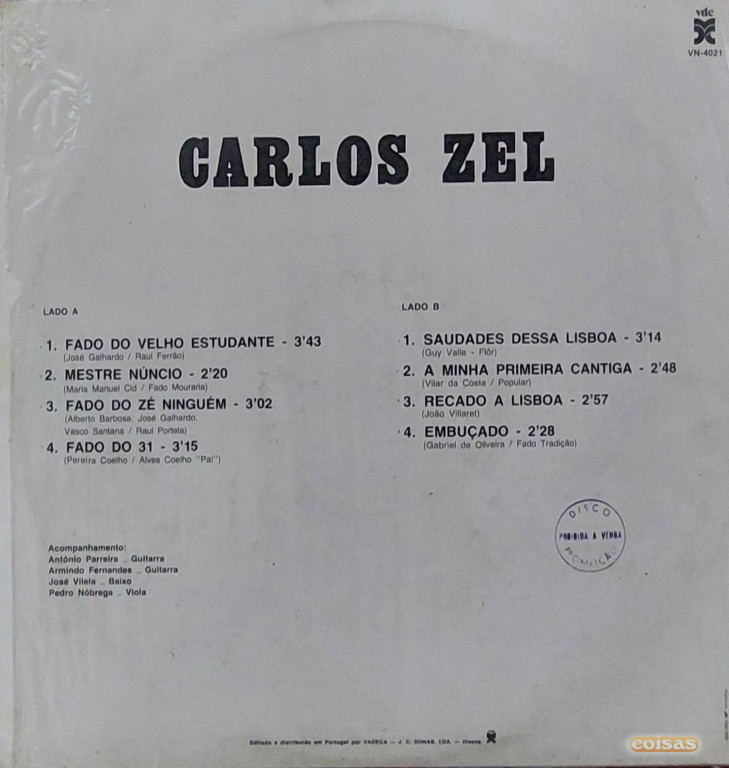 vdc
VN-4021
CARLOS ZEL
LADO A
1. FADO DO VELHO ESTUDANTE - 3'43
(José Galhardo / Raul Ferrão)
2. MESTRE NÚNCIO - 2'20
(Maria Manuel Cid / Fado Mouraria)
3. FADO DO ZÉ NINGUÉM - 3'02
(Alberto Barbosa, José Galhardo,
Vasco Santana / Raul Portela)
4. FADO DO 31 - 3'15
(Pereira Coelho / Alves Coelho "Pai")
LADO B
1. SAUDADES DESSA LISBOA - 3'14
(Guy Valle - Flôr)
2. A MINHA PRIMEIRA CANTIGA - 2'48
(Vilar da Costa / Popular)
3. RECADO A LISBOA - 2'57
(João Villaret)
4. EMBUÇADO - 2'28
(Gabriel de Oliveira / Fado Tradição)
DISCO
PROIBIDA A VENDA
Acompanhamento:
António Parreira .. Guitarra
Armindo Fernandes .. Guitarra
José Vilela .. Baixo
Pedro Nóbrega .. Viola
Editado e distribuído em Portugal por VADECA — J. C. DONAS, LDA. — Discos
coisas